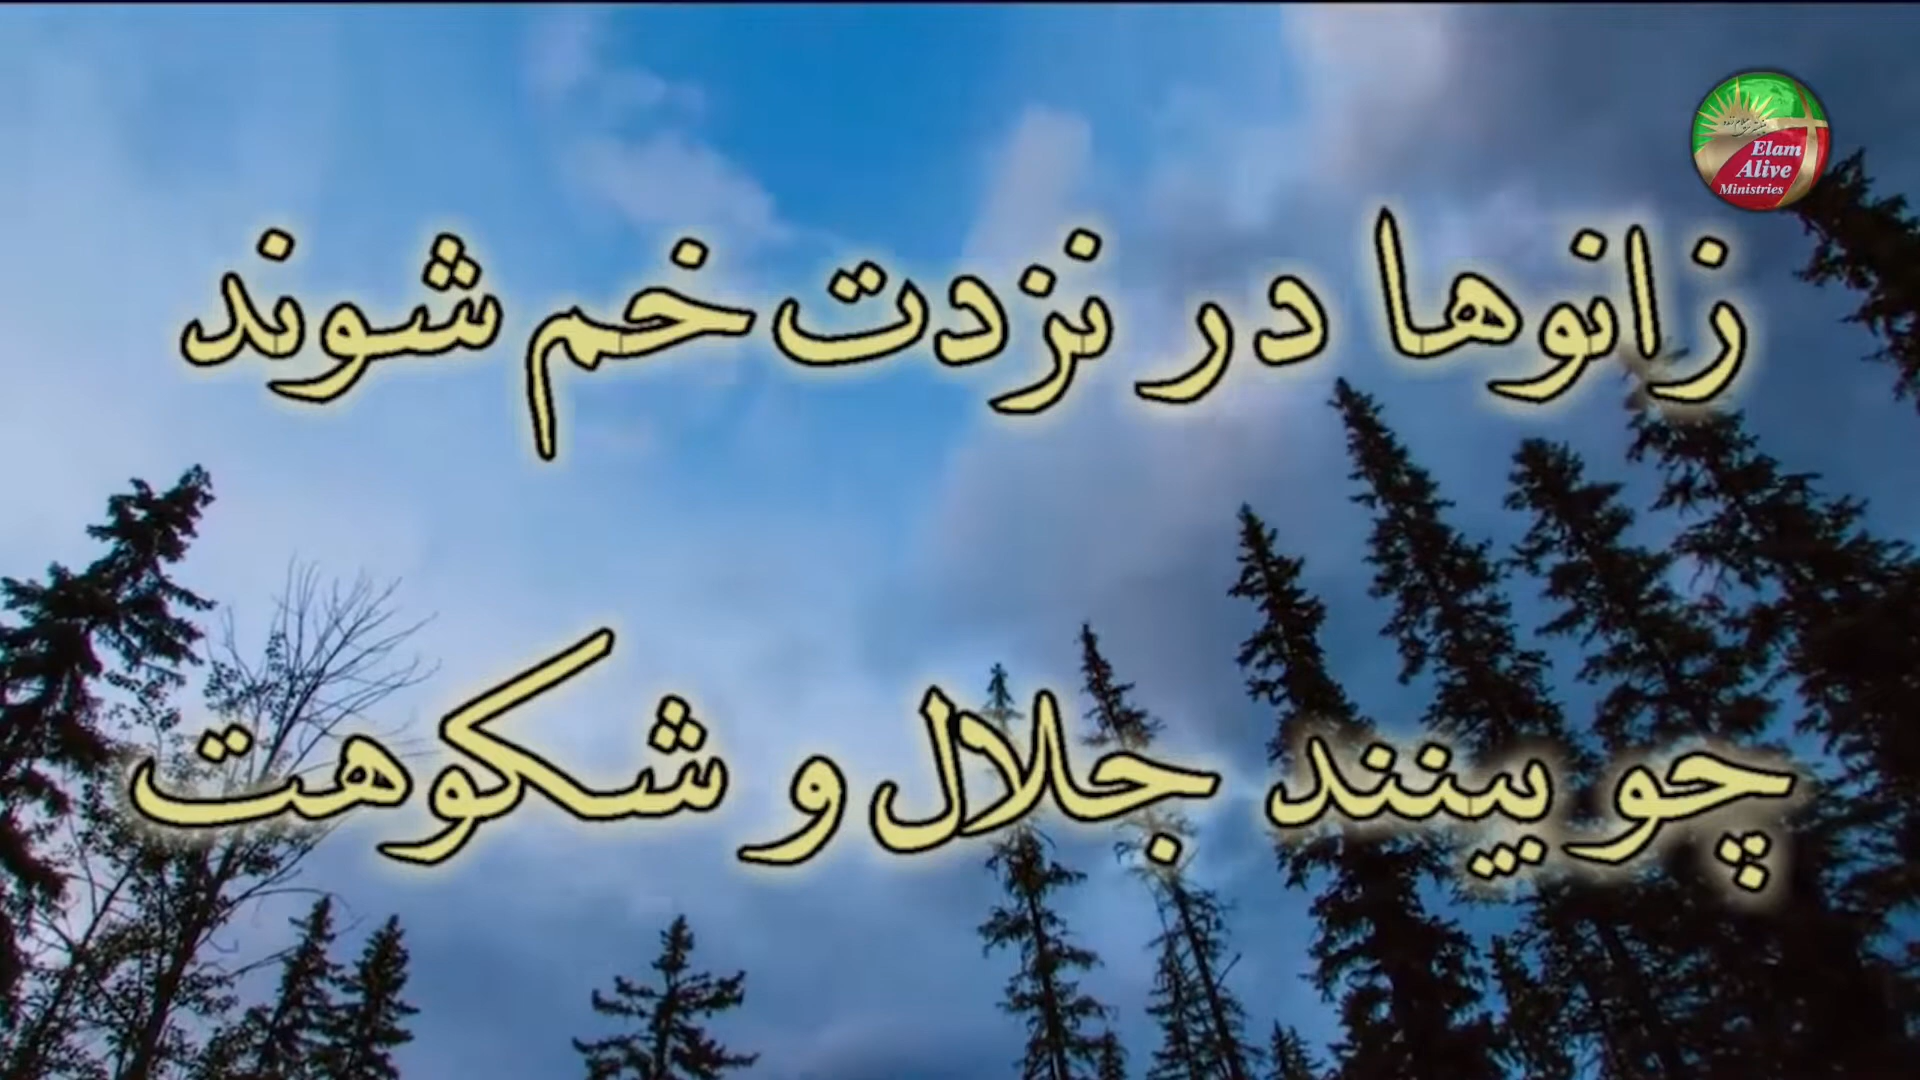 زانوها در نزدت خم شوند
چو بینند جلال و شکوهت
Elam
Alive
Ministries